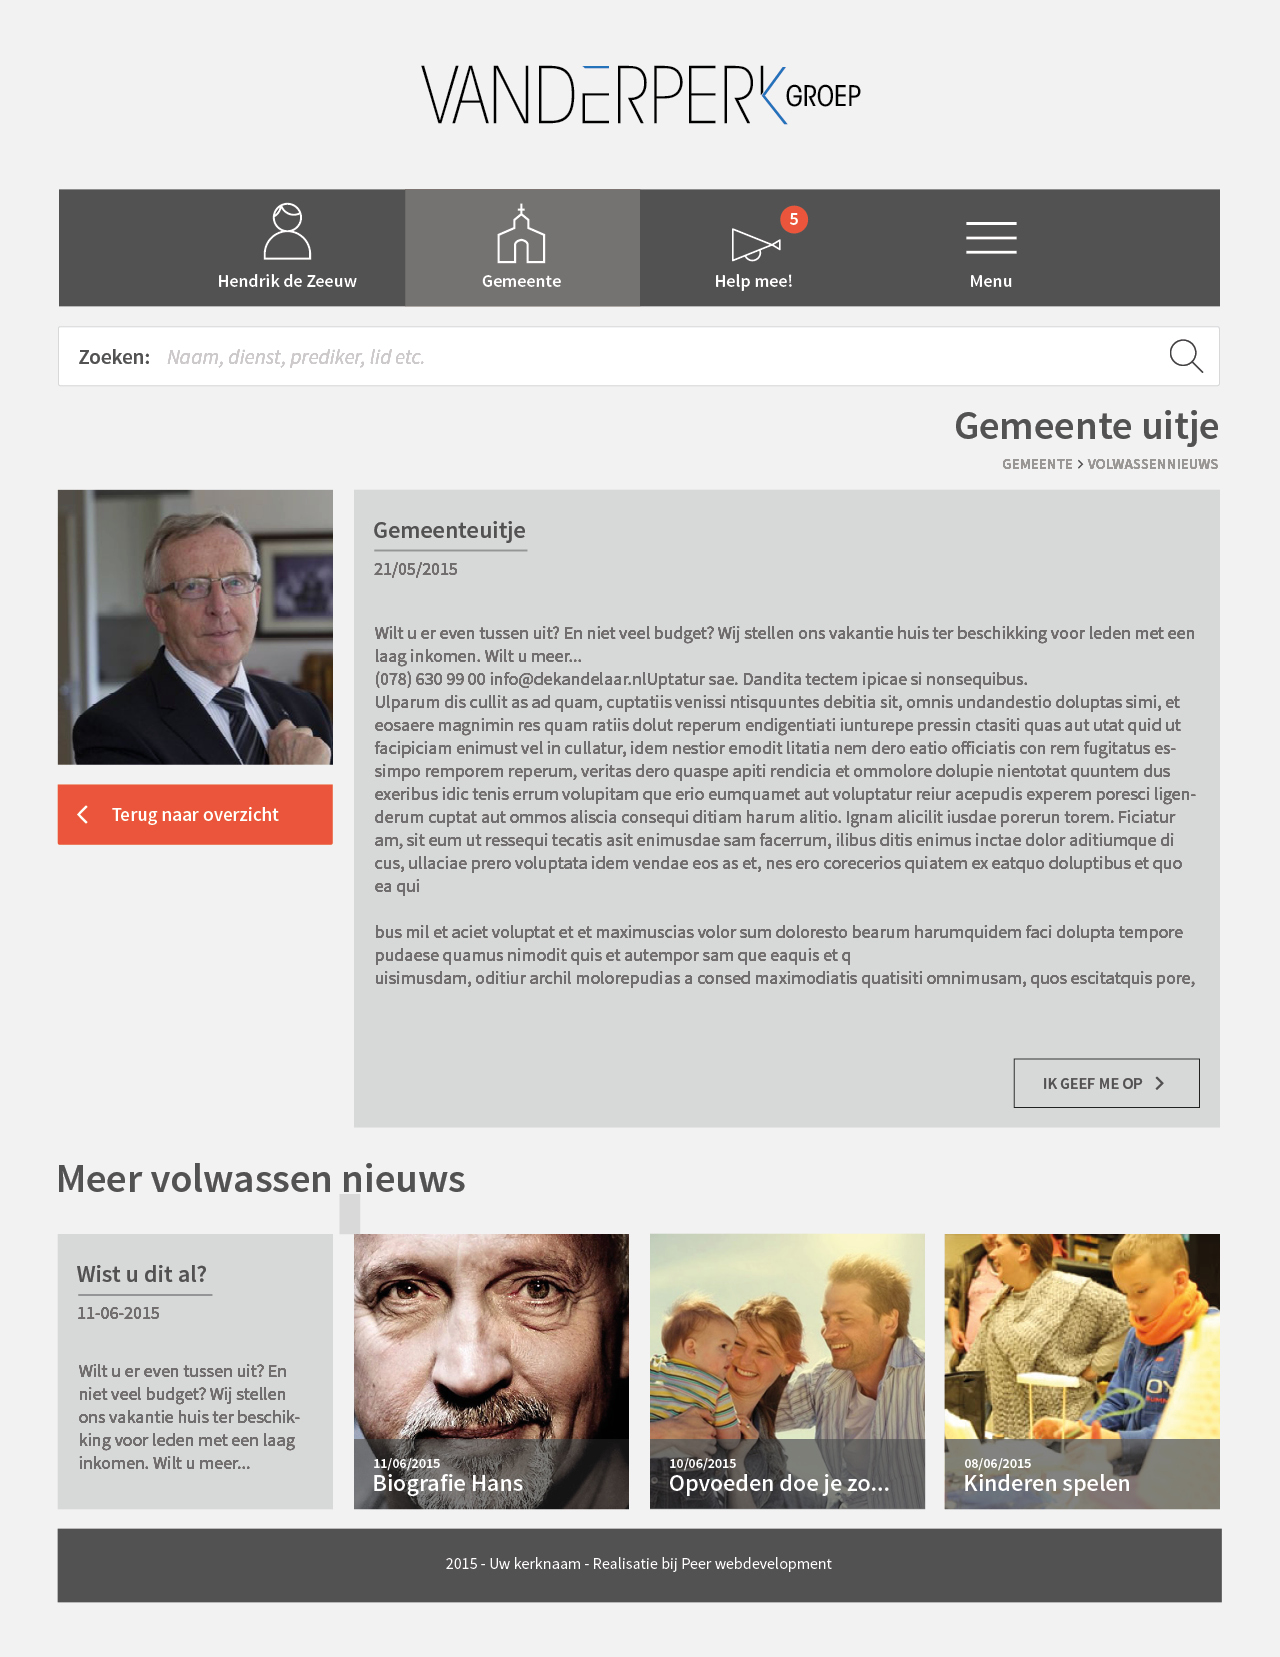 VANDERPERK GROEP
Hendrik de Zeeuw
Gemeente
5
Help mee!
Menu
Zoeken: Naam, dienst, prediker, lid etc.
Gemeente uitje
GEMEENTE > VOLWASSENNIEUWS
Gemeenteuitje
21/05/2015
Wilt u er even tussen uit? En niet veel budget? Wij stellen ons vakantie huis ter beschikking voor leden met een
laag inkomen. Wilt u meer...
(078) 630 99 00 info@dekandelaar.nlUptatur sae. Dandita tectem ipicae si nonsequibus.
Ulparum dis cullit as ad quam, cuptatiis venissi ntisquuntes debitia sit, omnis undandestio doluptas simi, et
eosaere magnimin res quam ratiis dolut reperum endigentiati iunturepe pressin ctasiti quas aut utat quid ut
facipiciam enimust vel in cullatur, idem nestior emodit litatia nem dero eatio officiatis con rem fugitatus es-
simpo remporem reperum, veritas dero quaspe apiti rendicia et ommolore dolupie nientotat quuntem dus
exeribus idic tenis errum volupitam que erio eumquamet aut voluptatur reiur acepudis experem poresci ligen-
derum cuptat aut ommos aliscia consequi ditiam harum alitio. Ignam alicilit iusdae porerun torem. Ficiatur
am, sit eum ut ressequi tecatis asit enimusdae sam facerrum, ilibus ditis enimus inctae dolor aditiumque di
cus, ullaciae prero voluptata idem vendae eos as et, nes ero corecerios quiatem ex eatquo doluptibus et quo
ea qui
bus mil et aciet voluptat et et maximuscias volor sum doloresto bearum harumquidem faci dolupta tempore
pudaese quamus nimodit quis et autempor sam que eaquis et q
uisimusdam, oditiur archil molorepudias a consed maximodiatis quatisiti omnimusam, quos escitatquis pore,
Terug naar overzicht
IK GEEF ME OP
Meer volwassen nieuws
Wist u dit al?
11-06-2015
Wilt u er even tussen uit? En
niet veel budget? Wij stellen
ons vakantie huis ter beschik-
king voor leden met een laag
inkomen. Wilt u meer...
11/06/2015
Biografie Hans
10/06/2015
Opvoeden doe je zo...
08/06/2015
Kinderen spelen
2015 - Uw kerknaam - Realisatie bij Peer webdevelopment